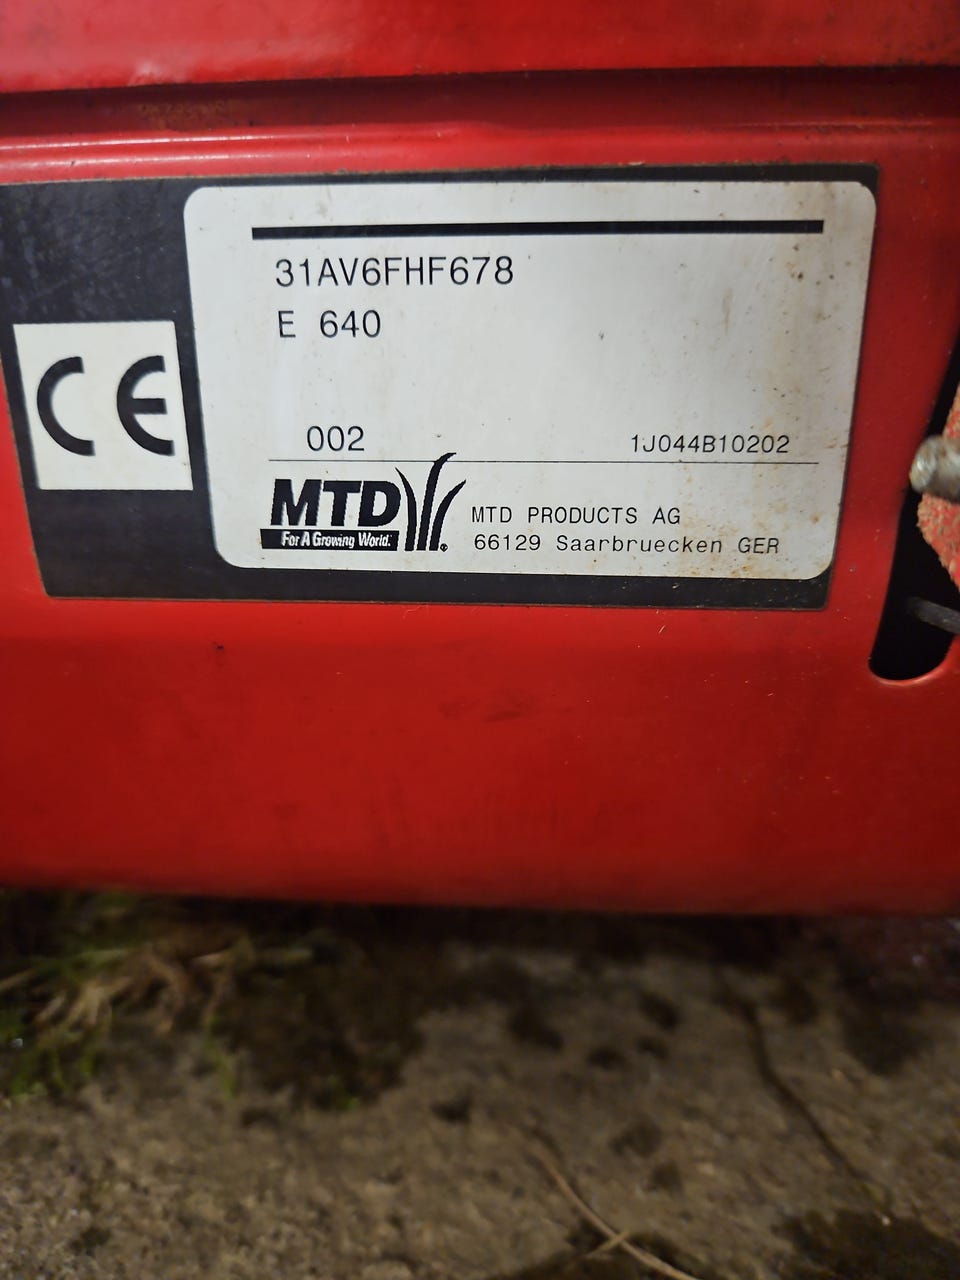 31AV6FHF678
E 640
002 1J044B10202
CE
MTD
For A Growing World.
®
MTD PRODUCTS AG
66129 Saarbruecken GER